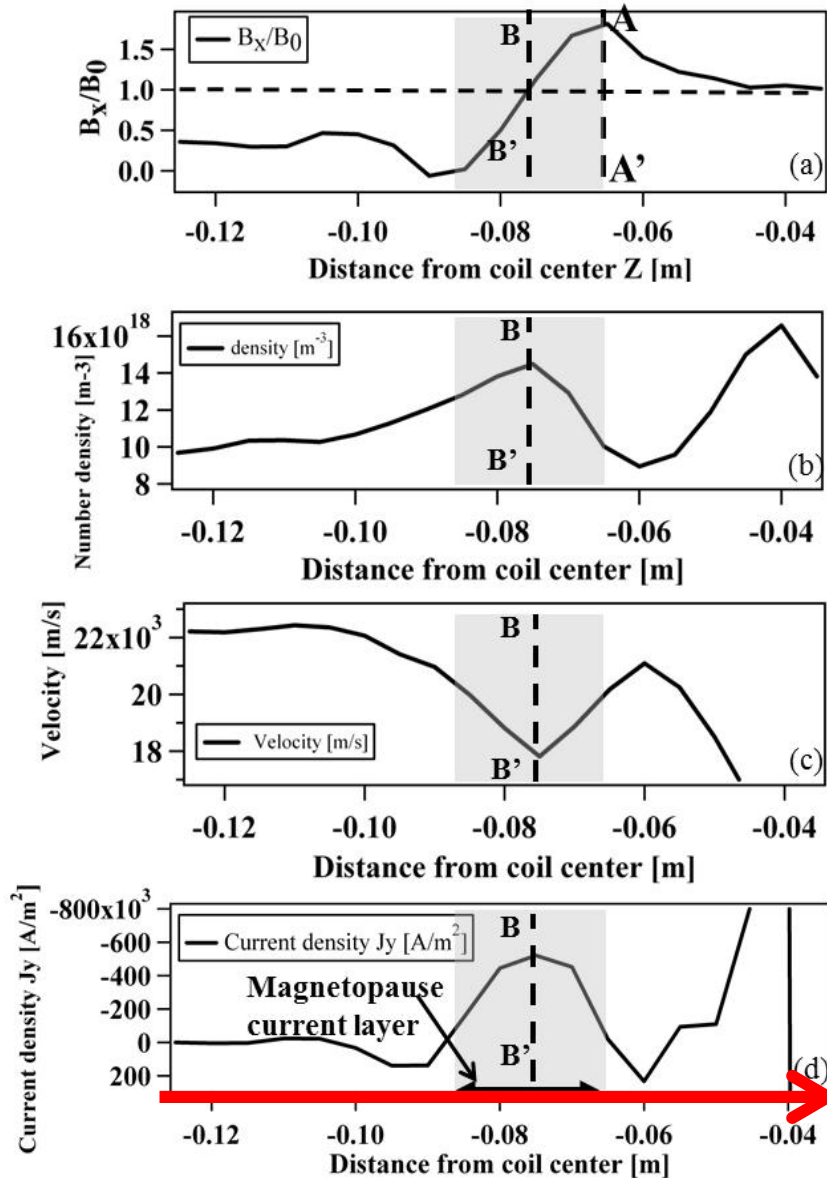 Bx/B0
1.5
1.0
0.5
0.0
Bx/B0
B
A
B’
A’
(a)
-0.12
-0.10
-0.08
-0.06
-0.04
Distance from coil center Z [m]
Number density [m-3]
16x10^18
14
12
10
8
density [m^-3]
B
B’
(b)
-0.12
-0.10
-0.08
-0.06
-0.04
Distance from coil center [m]
Velocity [m/s]
22x10^3
20
18
Velocity [m/s]
B
B’
(c)
-0.12
-0.10
-0.08
-0.06
-0.04
Distance from coil center [m]
Current density Jy [A/m^2]
-800x10^3
-600
-400
-200
0
200
Current density Jy [A/m^2]
B
Magnetopause
current layer
B’
(d)
-0.12
-0.10
-0.08
-0.06
-0.04
Distance from coil center [m]